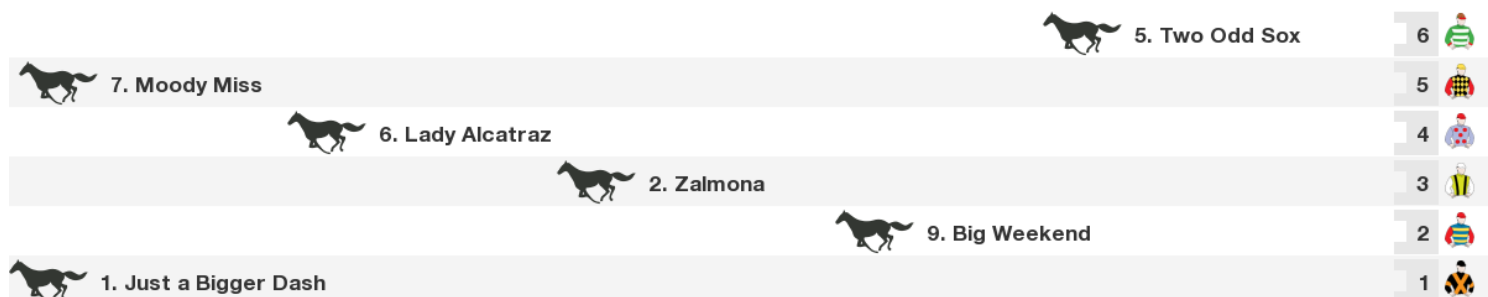 5. Two Odd Sox 6
7. Moody Miss 5
6. Lady Alcatraz 4
2. Zalmona 3
9. Big Weekend 2
1. Just a Bigger Dash 1